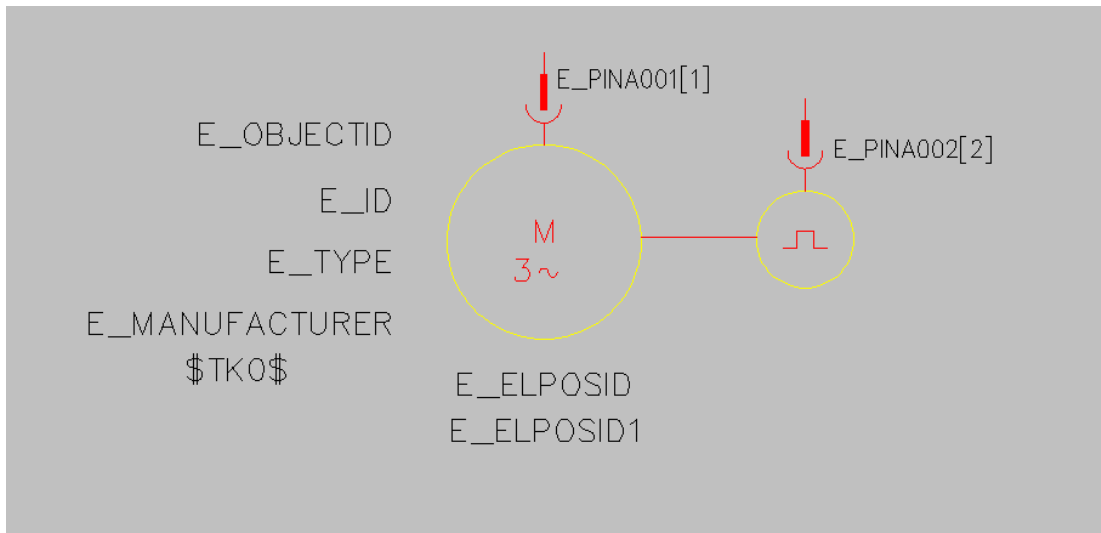 E_PINA001[1]
E_OBJECTID
E_PINA002[2]
E_ID
M
E_TYPE
3~
E_MANUFACTURER
$TK0$
E_ELPOSID
E_ELPOSID1